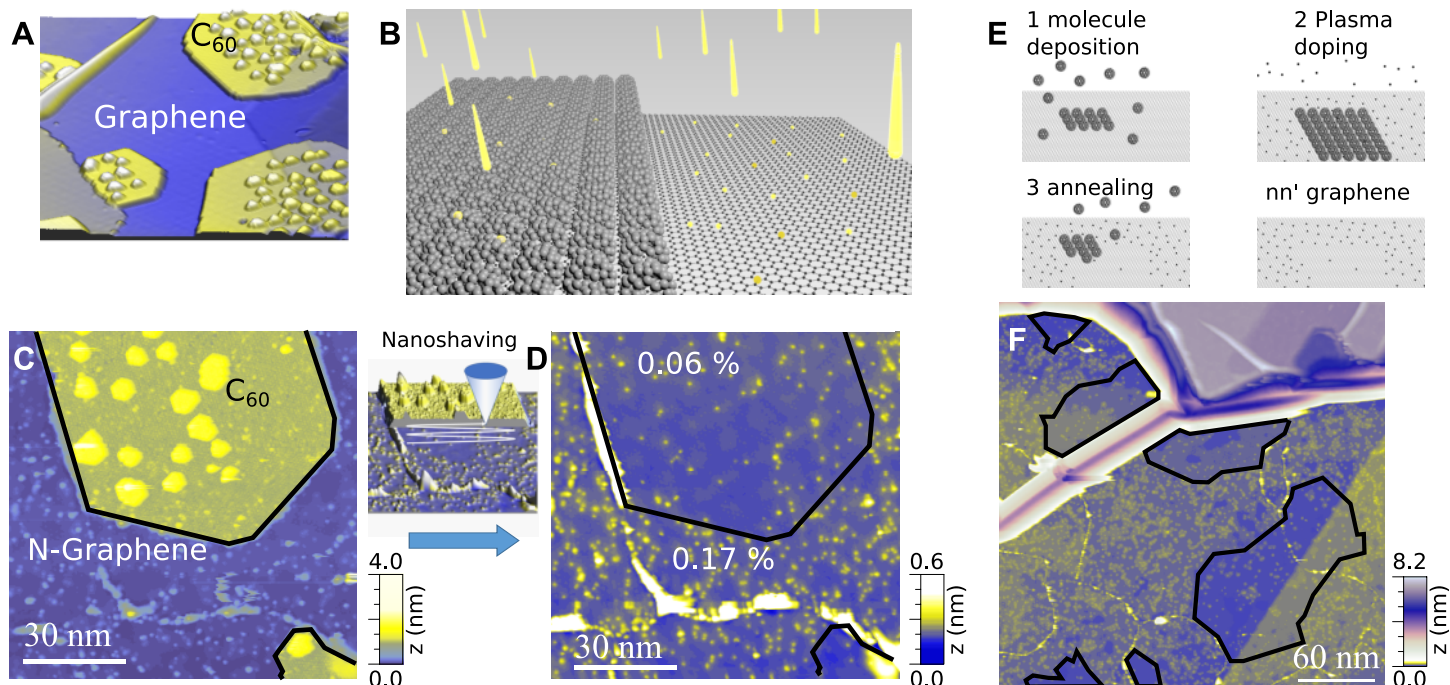 A
C₆₀
Graphene
B
E
1 molecule
deposition
2 Plasma
doping
3 annealing
nn' graphene
C
C₆₀
N-Graphene
30 nm
Nanoshaving
4.0
z (nm)
0.0
D
0.06 %
0.17 %
30 nm
0.6
z (nm)
0.0
F
60 nm
8.2
z (nm)
0.0